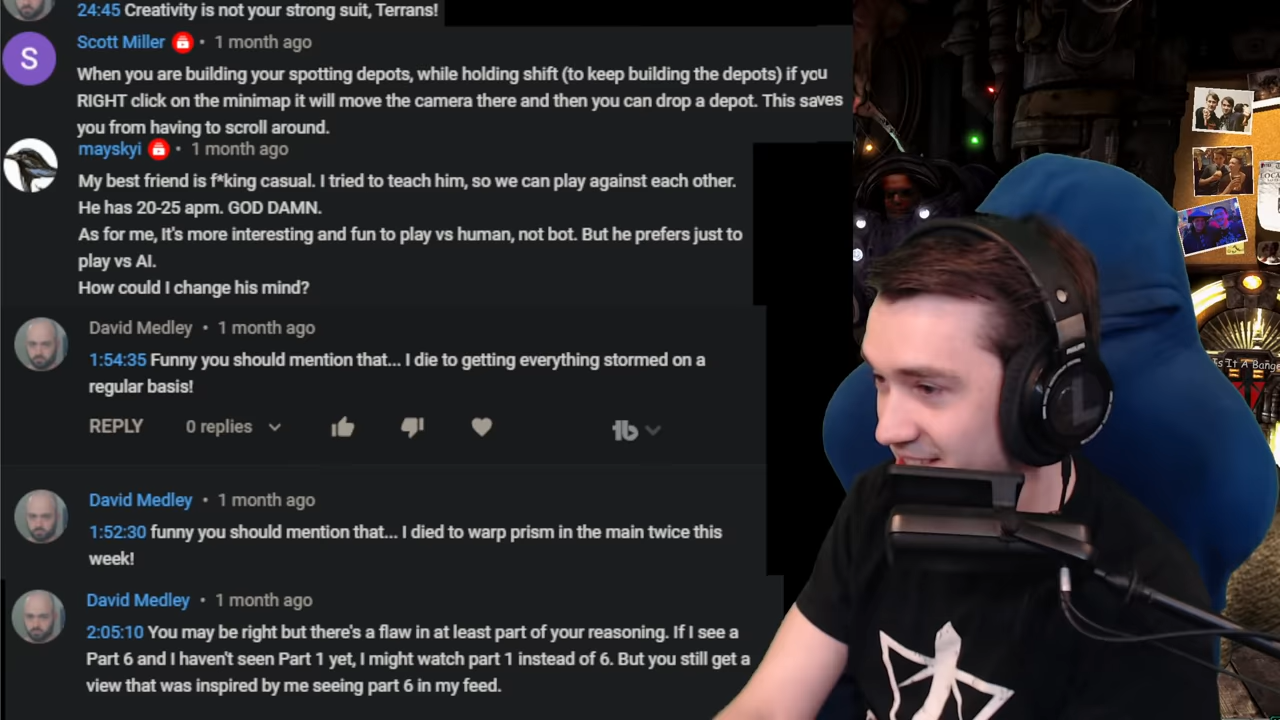 24:45 Creativity is not your strong suit, Terrans!
S
Scott Miller • 1 month ago
When you are building your spotting depots, while holding shift (to keep building the depots) if you
RIGHT click on the minimap it will move the camera there and then you can drop a depot. This saves
you from having to scroll around.
mayskyi • 1 month ago
My best friend is f*king casual. I tried to teach him, so we can play against each other.
He has 20-25 apm. GOD DAMN.
As for me, It's more interesting and fun to play vs human, not bot. But he prefers just to
play vs AI.
How could I change his mind?
David Medley • 1 month ago
1:54:35 Funny you should mention that... I die to getting everything stormed on a
regular basis!
REPLY 0 replies
David Medley • 1 month ago
1:52:30 funny you should mention that... I died to warp prism in the main twice this
week!
David Medley • 1 month ago
2:05:10 You may be right but there's a flaw in at least part of your reasoning. If I see a
Part 6 and I haven't seen Part 1 yet, I might watch part 1 instead of 6. But you still get a
view that was inspired by me seeing part 6 in my feed.
PHILIPS
It A Bange